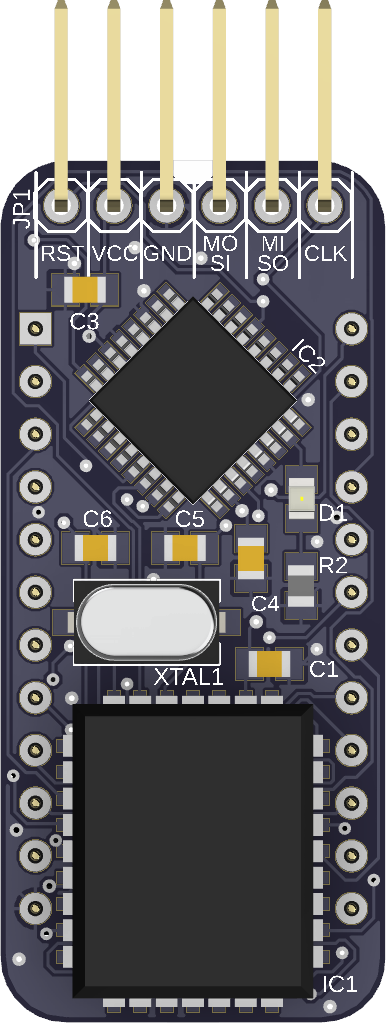 JP1
RST VCC GND MO
SI MI
SO CLK
C3
IC2
D1
C6 C5
R2
C4
C1
XTAL1
IC1